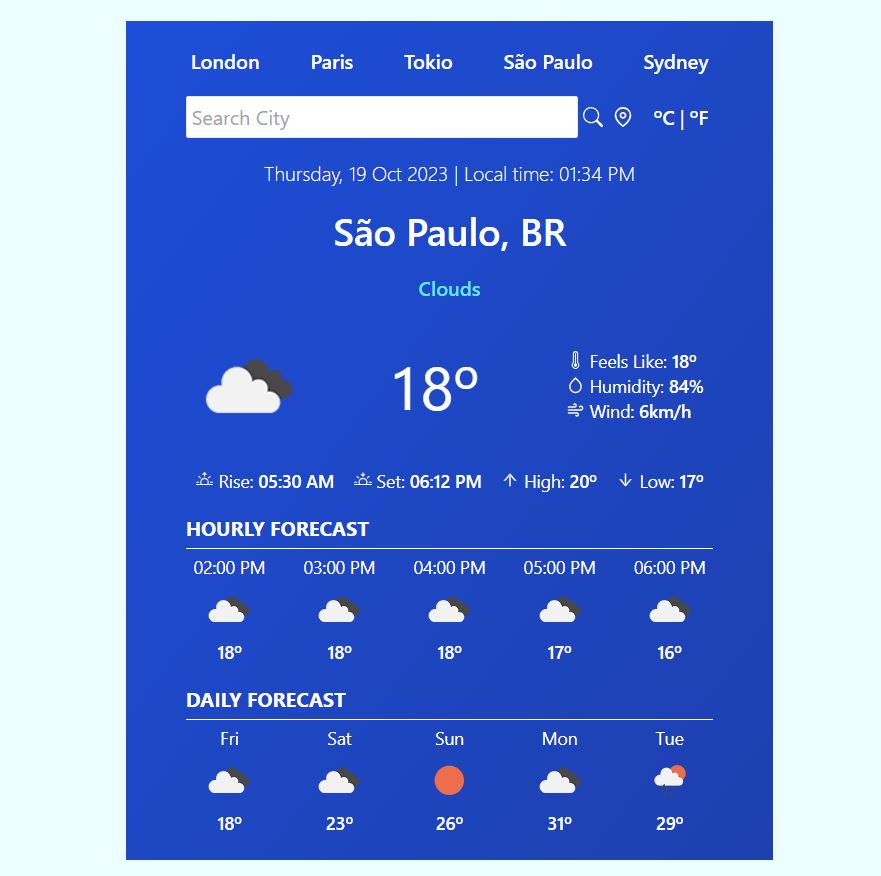 London Paris Tokio São Paulo Sydney
Search City ºC | ºF
Thursday, 19 Oct 2023 | Local time: 01:34 PM
São Paulo, BR
Clouds
18º
Feels Like: 18º
Humidity: 84%
Wind: 6km/h
Rise: 05:30 AM Set: 06:12 PM High: 20º Low: 17º
HOURLY FORECAST
02:00 PM 03:00 PM 04:00 PM 05:00 PM 06:00 PM
18º 18º 18º 17º 16º
DAILY FORECAST
Fri Sat Sun Mon Tue
18º 23º 26º 31º 29º